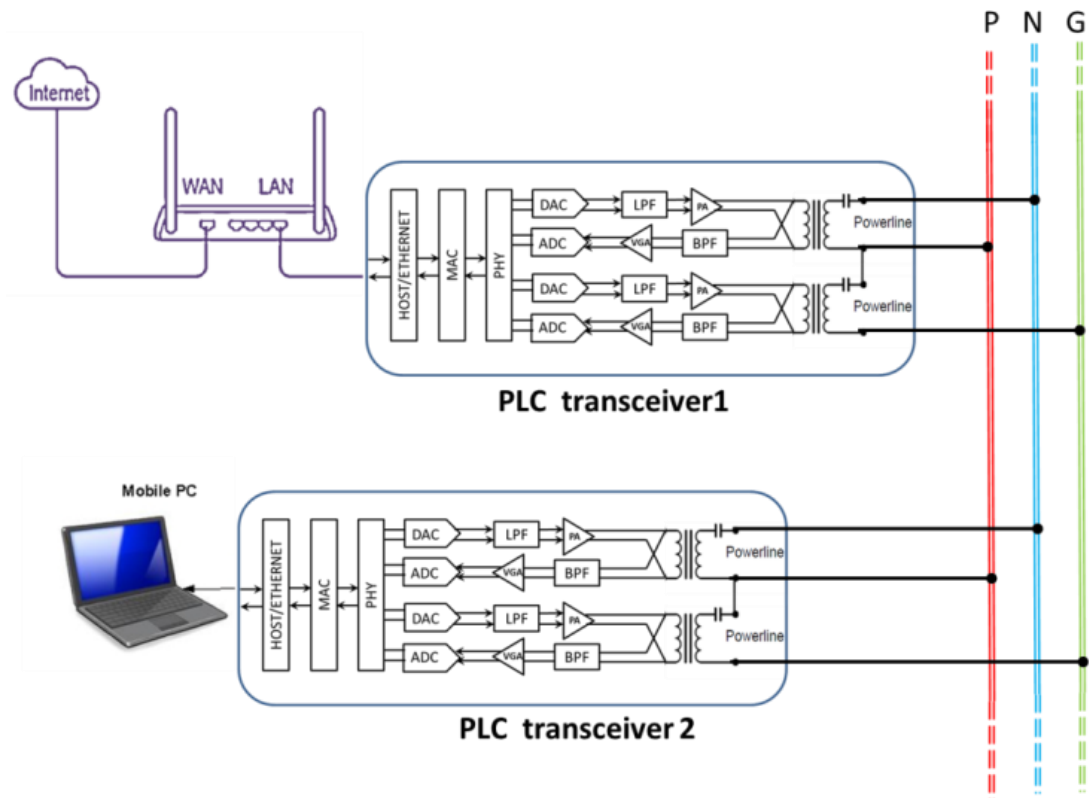 P N G
Internet
WAN LAN
HOST/ETHERNET
MAC
PHY
DAC LPF PA
ADC VGA BPF
DAC LPF PA
ADC VGA BPF
Powerline
Powerline
PLC transceiver1
Mobile PC
HOST/ETHERNET
MAC
PHY
DAC LPF PA
ADC VGA BPF
DAC LPF PA
ADC VGA BPF
Powerline
Powerline
PLC transceiver 2